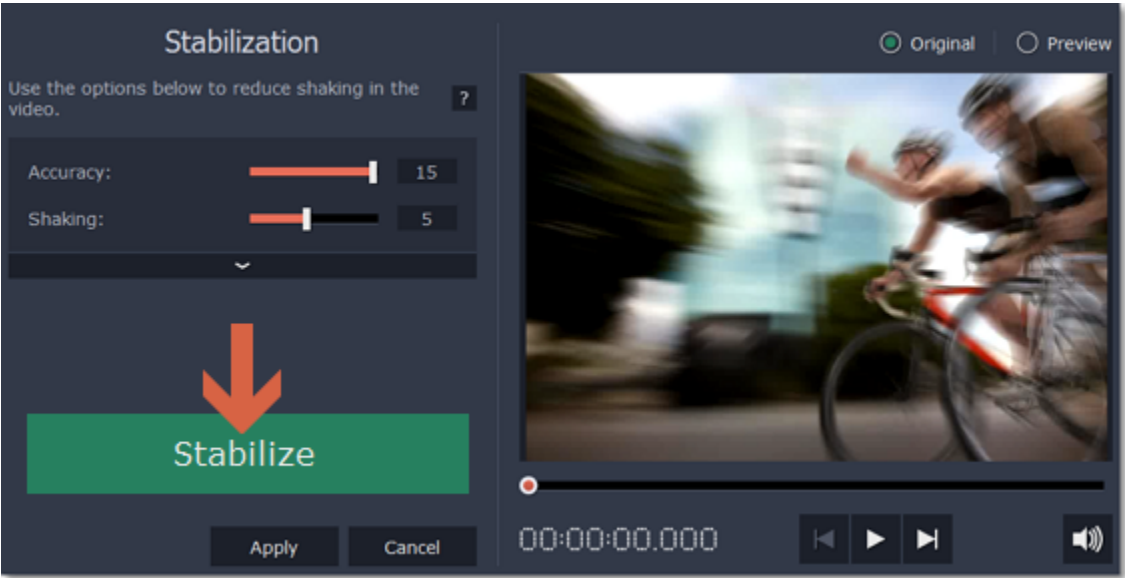 Stabilization
Original
Preview
Use the options below to reduce shaking in the
video.
?
Accuracy:
15
Shaking:
5
Stabilize
00:00:00.000
Apply
Cancel